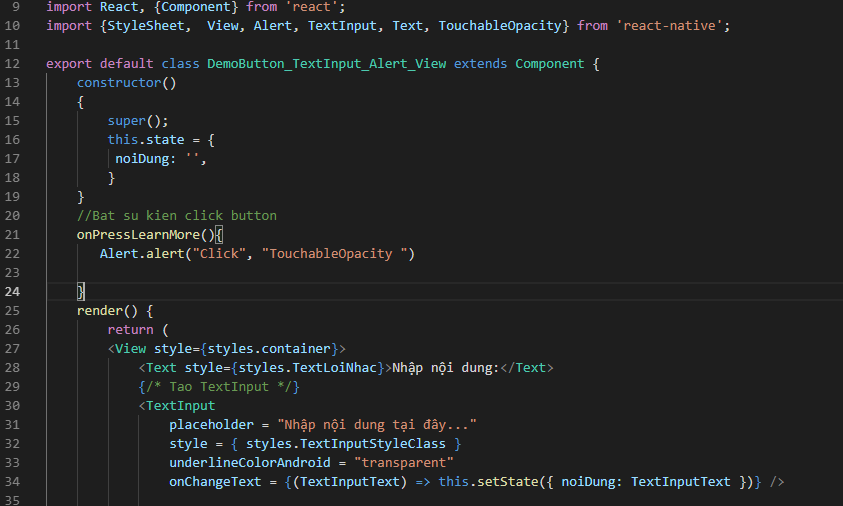 9 import React, {Component} from 'react';
10 import {StyleSheet,  View, Alert, TextInput, Text, TouchableOpacity} from 'react-native';
11
12 export default class DemoButton_TextInput_Alert_View extends Component {
13     constructor()
14     {
15         super();
16         this.state = {
17          noiDung: '',
18         }
19     }
20     //Bat su kien click button
21     onPressLearnMore(){
22        Alert.alert("Click", "TouchableOpacity ")
23
24     }
25     render() {
26         return (
27         <View style={styles.container}>
28             <Text style={styles.TextLoiNhac}>Nhập nội dung:</Text>
29             {/* Tao TextInput */}
30             <TextInput
31                 placeholder = "Nhập nội dung tại đây..."
32                 style = { styles.TextInputStyleClass }
33                 underlineColorAndroid = "transparent"
34                 onChangeText = {(TextInputText) => this.setState({ noiDung: TextInputText })} />
35